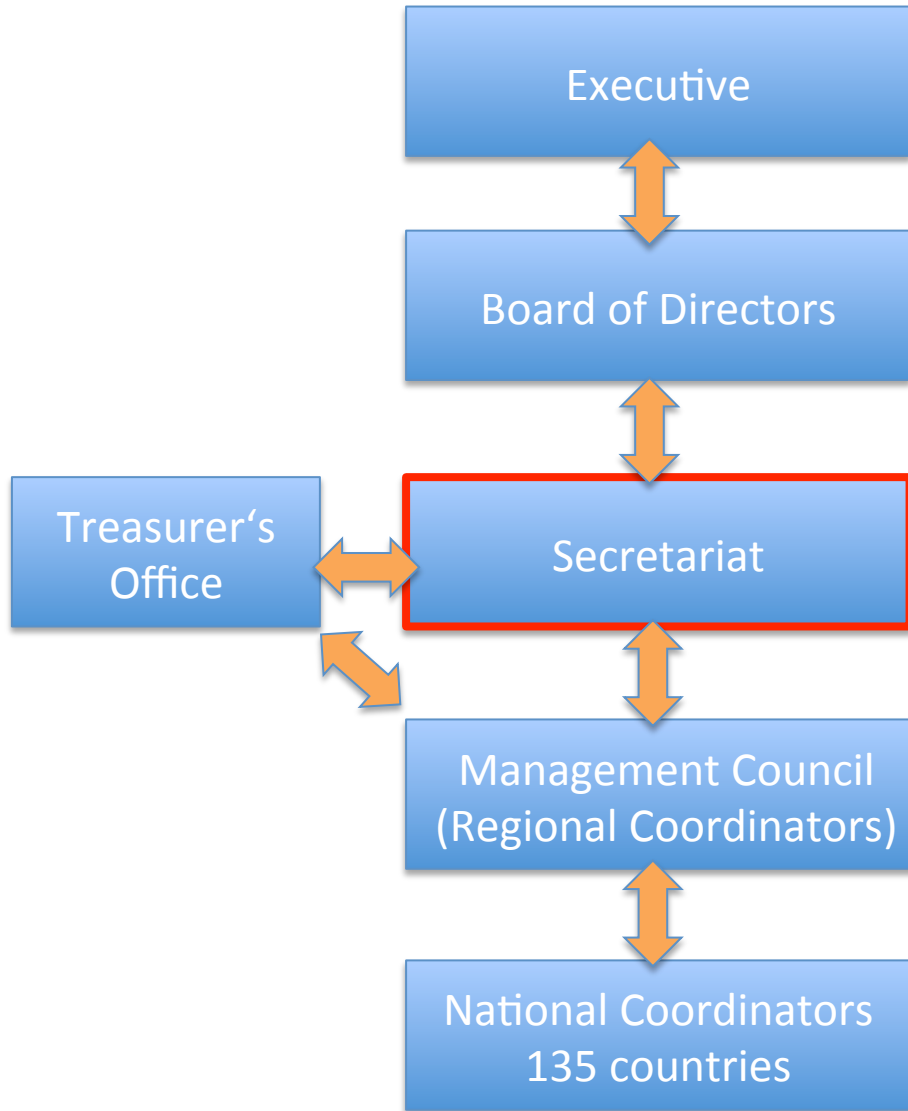 Executive
Board of Directors
Treasurer‘s
Office
Secretariat
Management Council
(Regional Coordinators)
National Coordinators
135 countries